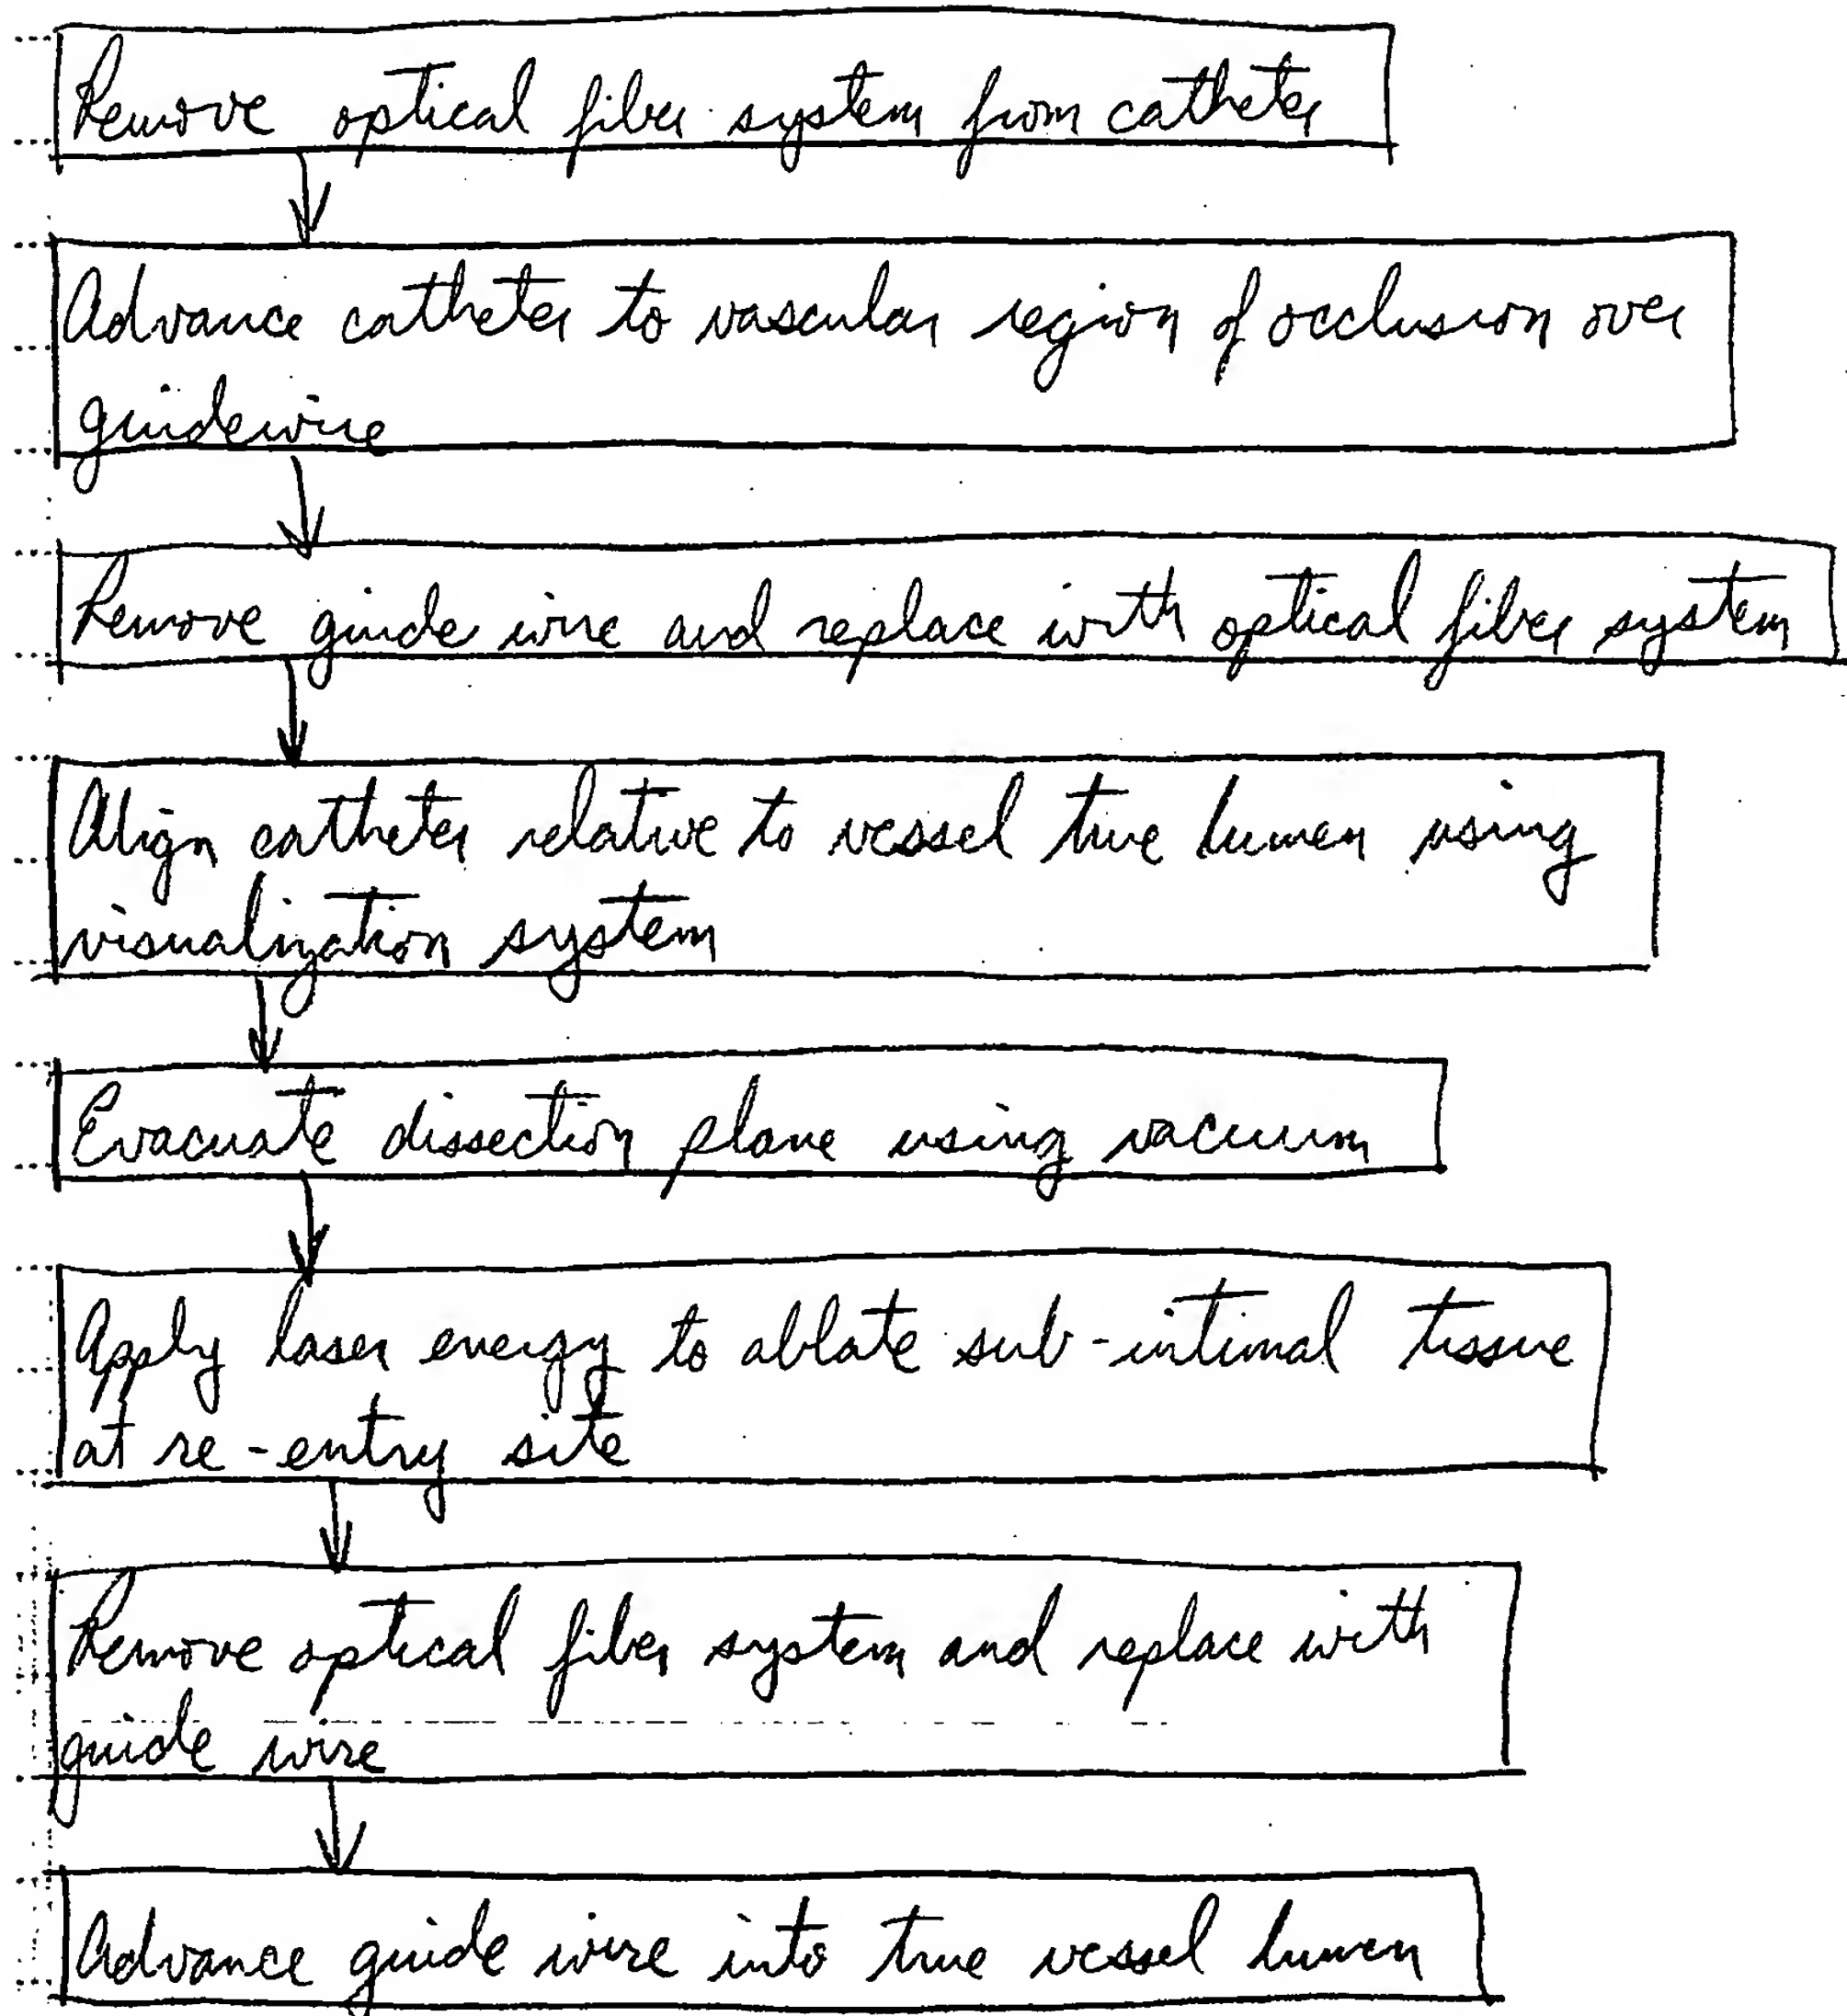 Remove optical fiber system from catheter
Advance catheter to vascular region of occlusion over
guidewire
Remove guide wire and replace with optical fiber system
Align catheter relative to vessel true lumen using
visualization system
Evacuate dissection plane using vacuum
Apply laser energy to ablate sub-intimal tissue
at re-entry site
Remove optical fiber system and replace with
guide wire
Advance guide wire into true vessel lumen